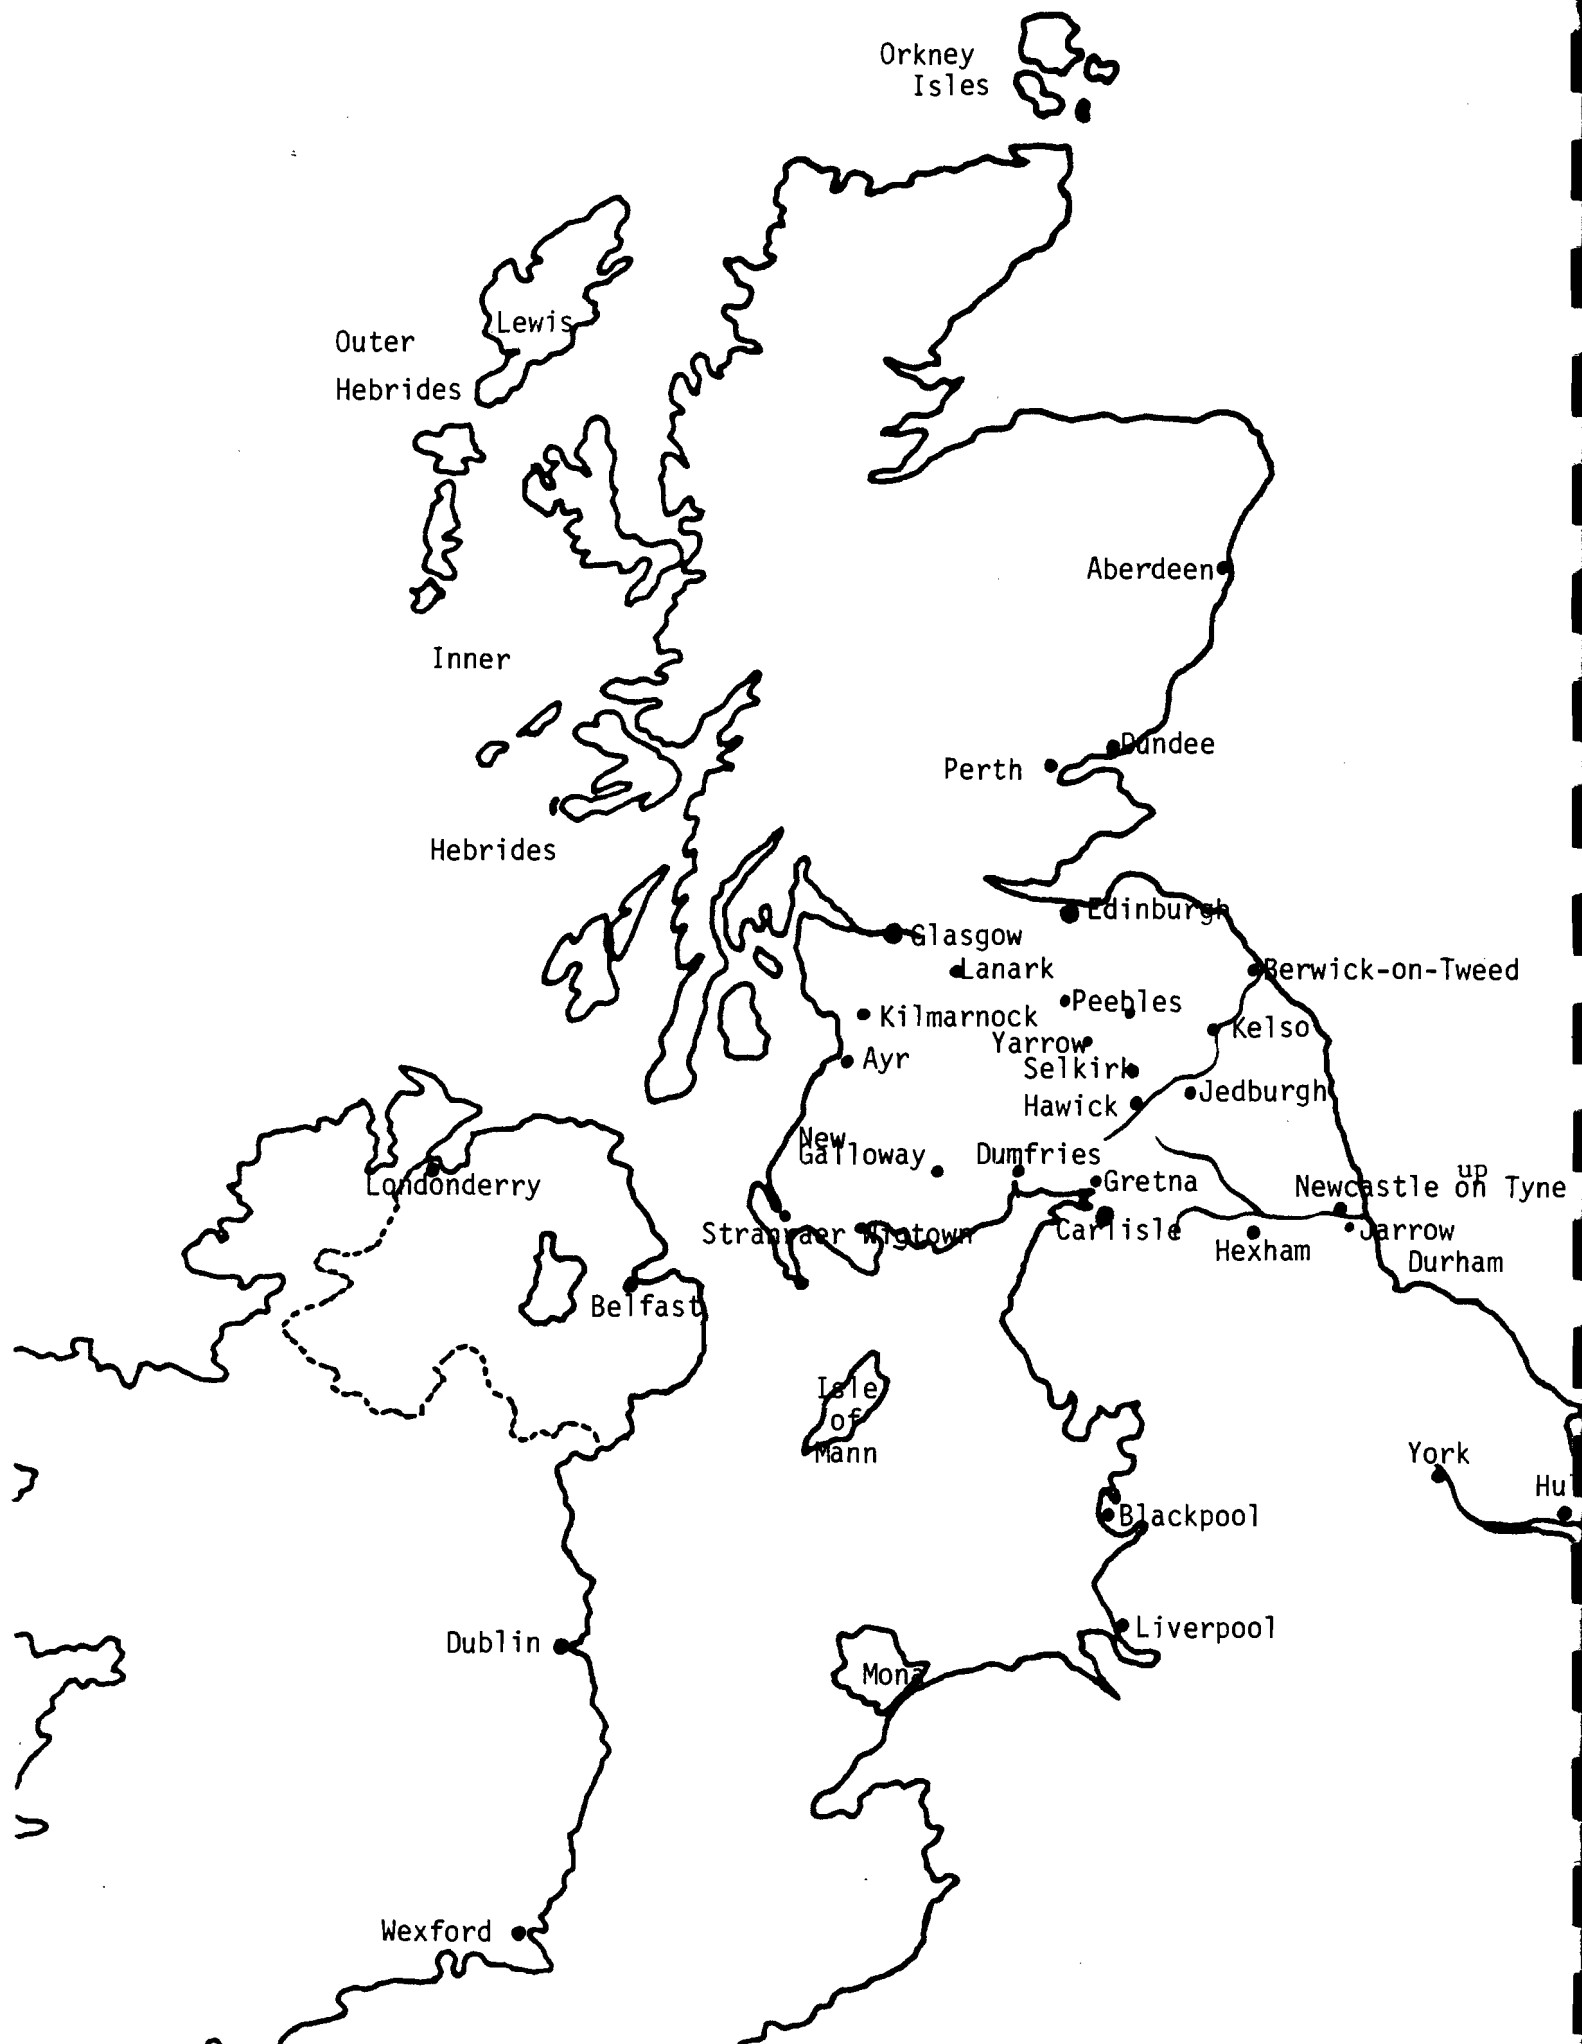 Orkney
Isles
Lewis
Outer
Hebrides
Aberdeen
Inner
Dundee
Perth
Hebrides
Edinburgh
Glasgow
Lanark
Berwick-on-Tweed
Peebles
Kilmarnock
Kelso
Yarrow
Ayr
Selkirk
Jedburgh
Hawick
New
Galloway
Dumfries
up
Londonderry
Gretna
Newcastle on Tyne
Stranraer
Wigtown
Carlisle
Jarrow
Hexham
Durham
Belfast
Isle
of
Mann
York
Hu
Blackpool
Liverpool
Dublin
Mona
Wexford